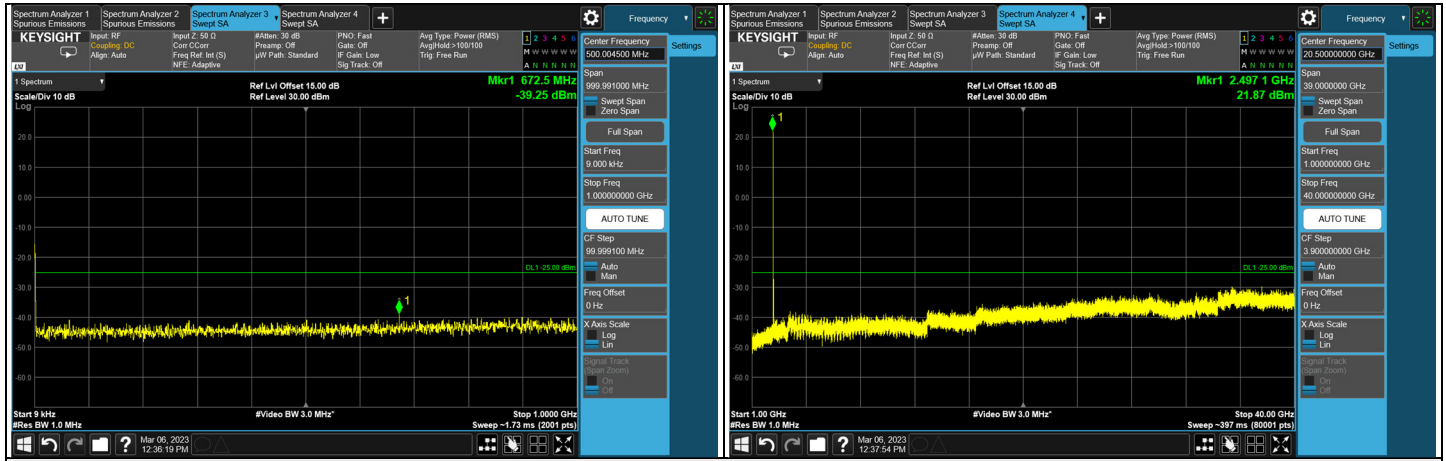 Spectrum Analyzer 1
Spurious Emissions
Spectrum Analyzer 2
Spurious Emissions
Spectrum Analyzer 3
Swept SA
Spectrum Analyzer 4
Swept SA
Frequency
KEYSIGHT
LXI
Input: RF
Coupling: DC
Align: Auto
Input Z: 50 Ω
Corr CCorr
Freq Ref: Int (S)
NFE: Adaptive
#Atten: 30 dB
Preamp: Off
µW Path: Standard
PNO: Fast
Gate: Off
IF Gain: Low
Sig Track: Off
Avg Type: Power (RMS)
Avg|Hold:>100/100
Trig: Free Run
1 2 3 4 5 6
M W W W W W
A N N N N N
1 Spectrum
Scale/Div 10 dB
Log
Ref Lvl Offset 15.00 dB
Ref Level 30.00 dBm
Mkr1 672.5 MHz
-39.25 dBm
20.0
10.0
0.00
-10.0
-20.0
-30.0
-40.0
-50.0
-60.0
DL1 -25.00 dBm
1
Start 9 kHz
#Res BW 1.0 MHz
#Video BW 3.0 MHz*
Stop 1.0000 GHz
Sweep ~1.73 ms (2001 pts)
Mar 06, 2023
12:36:19 PM
Center Frequency
500.004500 MHz
Settings
Span
999.991000 MHz
Swept Span
Zero Span
Full Span
Start Freq
9.000 kHz
Stop Freq
1.000000000 GHz
AUTO TUNE
CF Step
99.999100 MHz
Auto
Man
Freq Offset
0 Hz
X Axis Scale
Log
Lin
Signal Track
(Span Zoom)
On
Off
Spectrum Analyzer 1
Spurious Emissions
Spectrum Analyzer 2
Spurious Emissions
Spectrum Analyzer 3
Swept SA
Spectrum Analyzer 4
Swept SA
Frequency
KEYSIGHT
LXI
Input: RF
Coupling: DC
Align: Auto
Input Z: 50 Ω
Corr CCorr
Freq Ref: Int (S)
NFE: Adaptive
#Atten: 30 dB
Preamp: Off
µW Path: Standard
PNO: Fast
Gate: Off
IF Gain: Low
Sig Track: Off
Avg Type: Power (RMS)
Avg|Hold:>100/100
Trig: Free Run
1 2 3 4 5 6
M W W W W W
A N N N N N
1 Spectrum
Scale/Div 10 dB
Log
Ref Lvl Offset 15.00 dB
Ref Level 30.00 dBm
Mkr1 2.497 1 GHz
21.87 dBm
20.0
10.0
0.00
-10.0
-20.0
-30.0
-40.0
-50.0
-60.0
DL1 -25.00 dBm
1
Start 1.00 GHz
#Res BW 1.0 MHz
#Video BW 3.0 MHz*
Stop 40.00 GHz
Sweep ~397 ms (80001 pts)
Mar 06, 2023
12:37:54 PM
Center Frequency
20.50000000 GHz
Settings
Span
39.0000000 GHz
Swept Span
Zero Span
Full Span
Start Freq
1.000000000 GHz
Stop Freq
40.00000000 GHz
AUTO TUNE
CF Step
3.900000000 GHz
Auto
Man
Freq Offset
0 Hz
X Axis Scale
Log
Lin
Signal Track
(Span Zoom)
On
Off